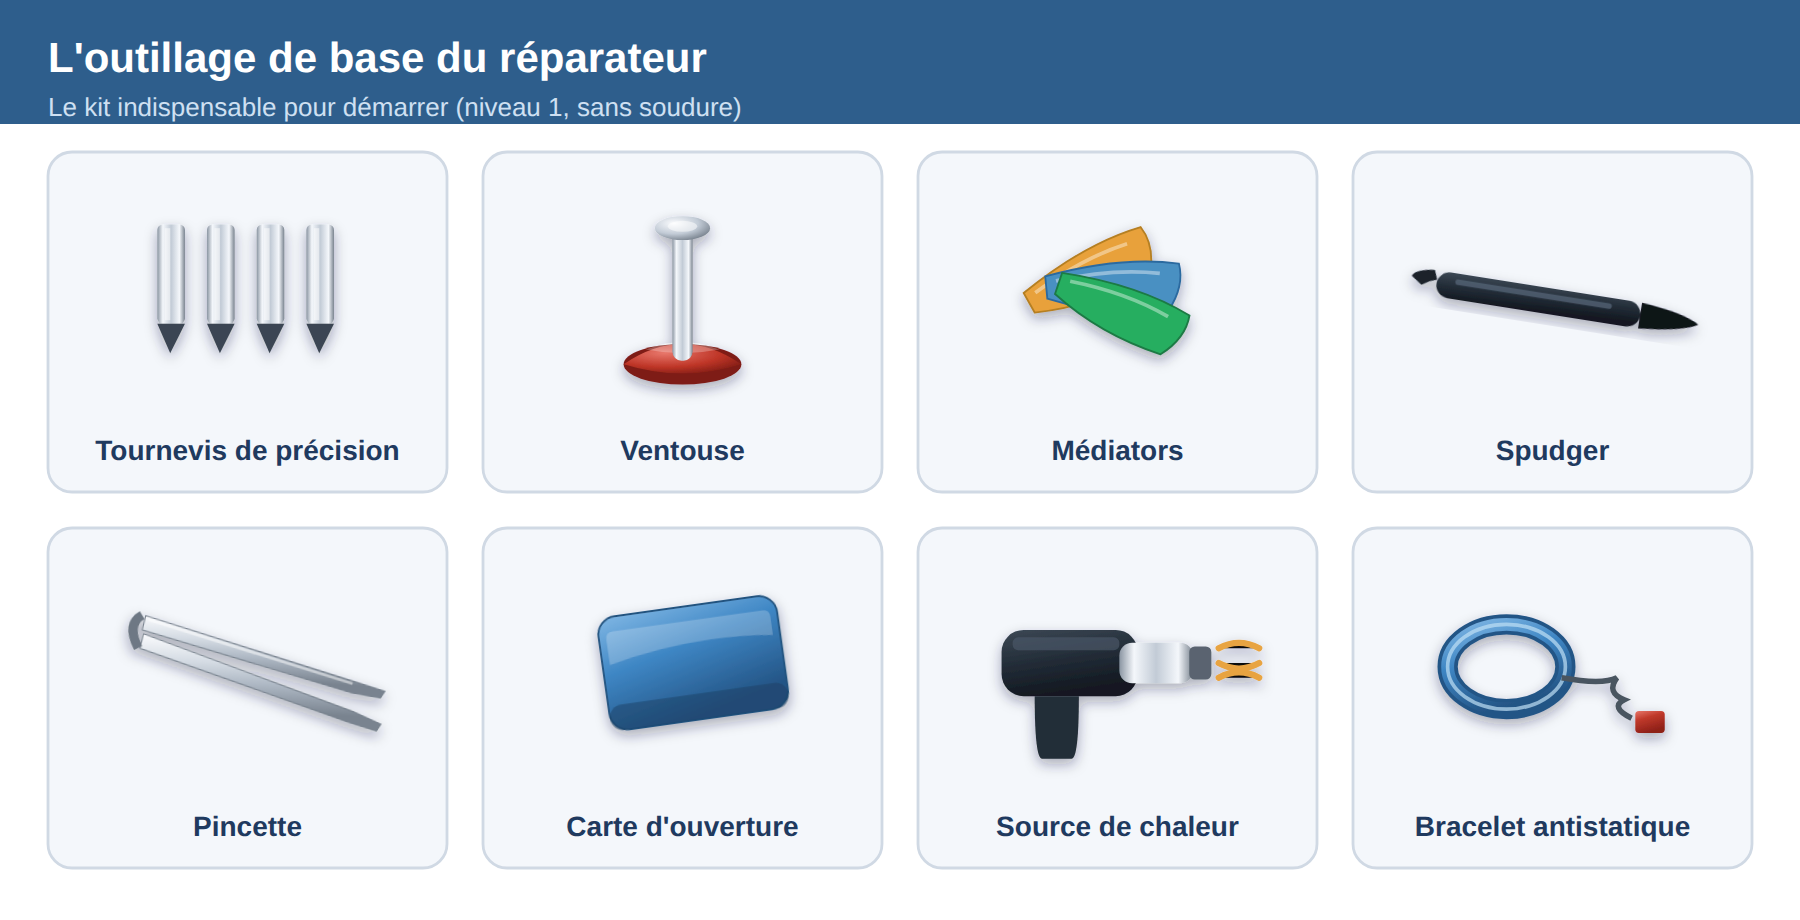 L'outillage de base du réparateur
Le kit indispensable pour démarrer (niveau 1, sans soudure)
Tournevis de précision
Ventouse
Médiators
Spudger
Pincette
Carte d'ouverture
Source de chaleur
Bracelet antistatique